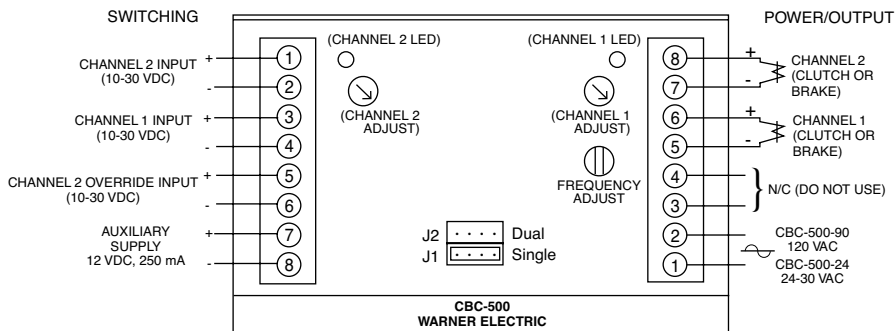 SWITCHING
POWER/OUTPUT
CHANNEL 2 INPUT
(10-30 VDC)
+
-
1
2
CHANNEL 1 INPUT
(10-30 VDC)
+
-
3
4
CHANNEL 2 OVERRIDE INPUT
(10-30 VDC)
+
-
5
6
AUXILIARY
SUPPLY
12 VDC, 250 mA
+
-
7
8
(CHANNEL 2 LED)
(CHANNEL 2
ADJUST)
(CHANNEL 1 LED)
(CHANNEL 1
ADJUST)
FREQUENCY
ADJUST
J2
Dual
J1
Single
8
7
+
-
CHANNEL 2
(CLUTCH OR
BRAKE)
6
5
+
-
CHANNEL 1
(CLUTCH OR
BRAKE)
4
3
N/C (DO NOT USE)
2
1
CBC-500-90
120 VAC
CBC-500-24
24-30 VAC
CBC-500
WARNER ELECTRIC